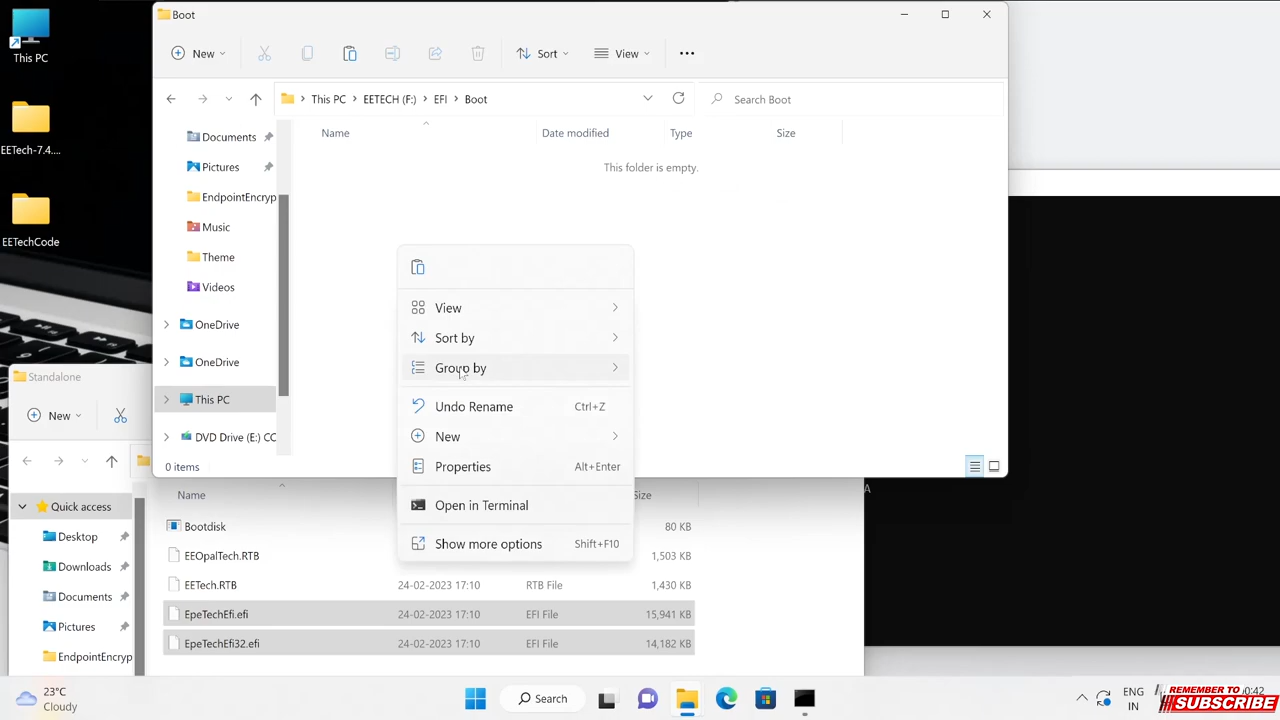 This PC
EETech-7.4....
EETechCode
Boot
New
Sort
View
This PC
EETECH (F:)
EFI
Boot
Search Boot
Name
Date modified
Type
Size
This folder is empty.
Documents
Pictures
EndpointEncryp
Music
Theme
Videos
OneDrive
OneDrive
This PC
DVD Drive (E:) CC
0 items
View
Sort by
Group by
Undo Rename Ctrl+Z
New
Properties Alt+Enter
Open in Terminal
Show more options Shift+F10
Standalone
New
Quick access
Desktop
Downloads
Documents
Pictures
EndpointEncryp
Name
Size
Bootdisk 80 KB
EEOpalTech.RTB 1,503 KB
EETech.RTB 24-02-2023 17:10 RTB File 1,430 KB
EpeTechEfi.efi 24-02-2023 17:10 EFI File 15,941 KB
EpeTechEfi32.efi 24-02-2023 17:10 EFI File 14,182 KB
A
23°C
Cloudy
Search
ENG
IN
0:42
REMEMBER TO
SUBSCRIBE